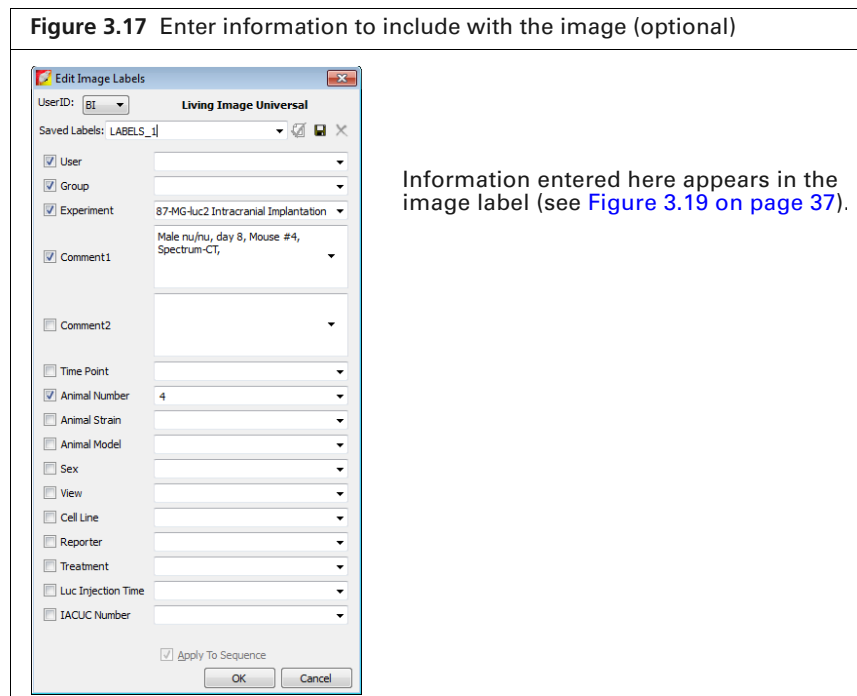 Figure 3.17 Enter information to include with the image (optional)
Edit Image Labels
UserID: BI Living Image Universal
Saved Labels: LABELS_1
User
Group
Experiment 87-MG-luc2 Intracranial Implantation
Comment1 Male nu/nu, day 8, Mouse #4,
Spectrum-CT,
Comment2
Time Point
Animal Number 4
Animal Strain
Animal Model
Sex
View
Cell Line
Reporter
Treatment
Luc Injection Time
IACUC Number
Apply To Sequence
OK Cancel
Information entered here appears in the
image label (see Figure 3.19 on page 37).